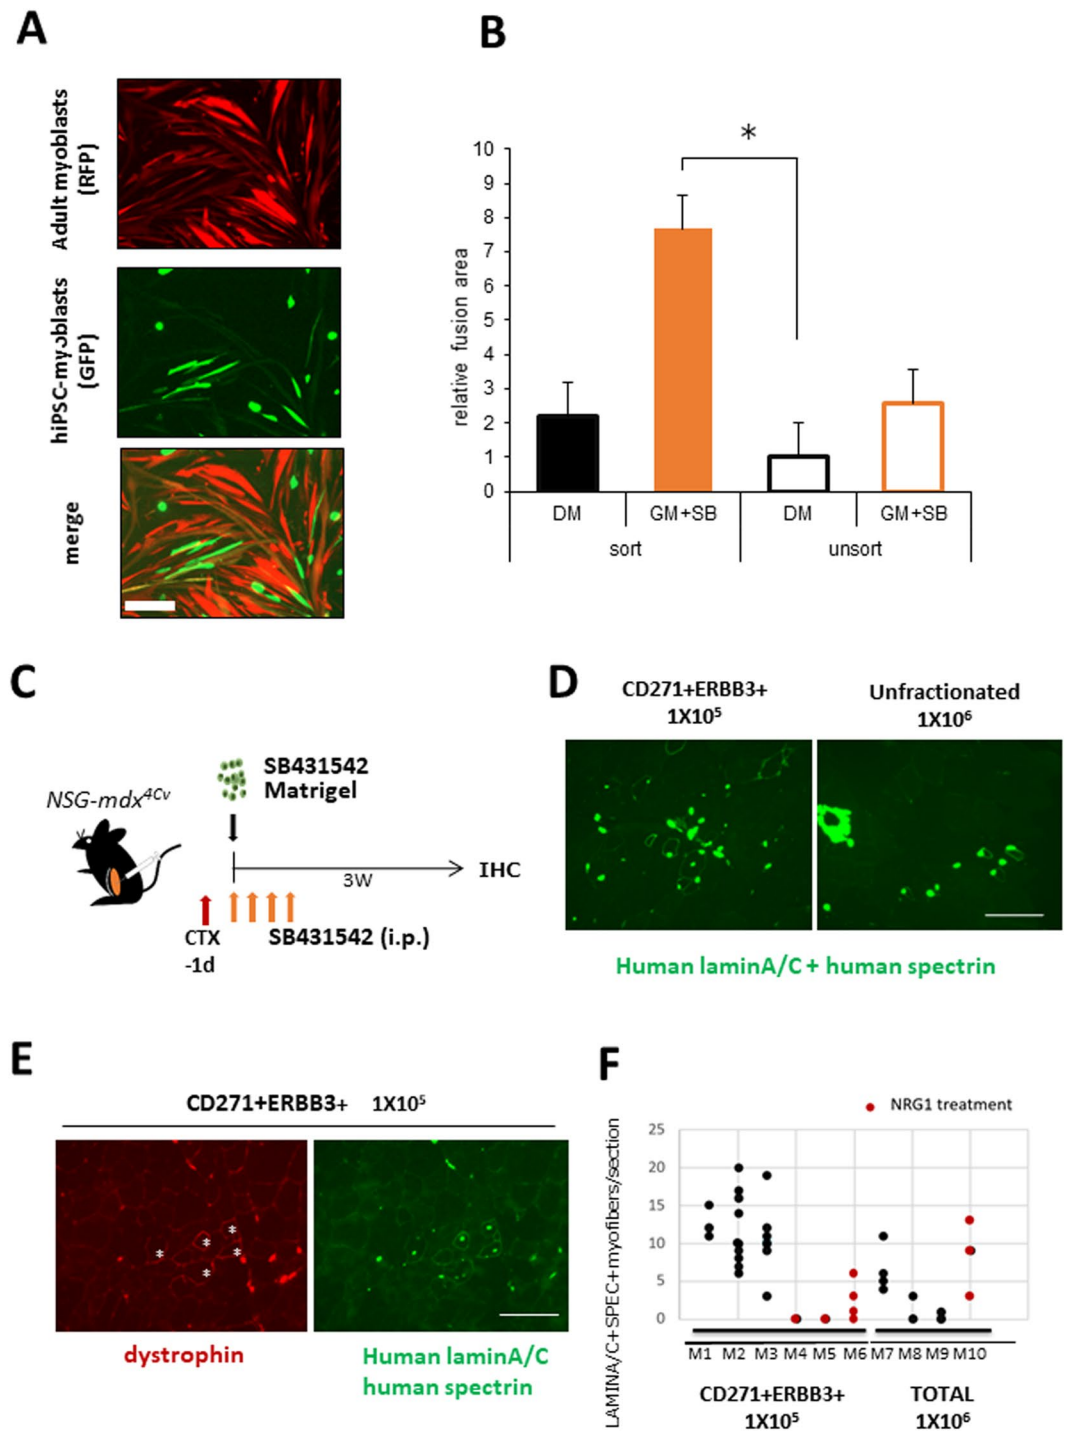 A
Adult myoblasts
(RFP)
hiPSC-myoblasts
(GFP)
merge
B
*
relative fusion area
10
9
8
7
6
5
4
3
2
1
0
DM
GM+SB
DM
GM+SB
sort
unsort
C
NSG-mdx⁴ᶜᵛ
SB431542
Matrigel
3W
IHC
CTX
-1d
SB431542 (i.p.)
D
CD271+ERBB3+
1X10⁵
Unfractionated
1X10⁶
Human laminA/C + human spectrin
E
CD271+ERBB3+ 1X10⁵
* * * * *
dystrophin
Human laminA/C
human spectrin
F
NRG1 treatment
LAMINA/C+SPEC+myofibers/section
25
20
15
10
5
0
M1 M2 M3 M4 M5 M6 M7 M8 M9 M10
CD271+ERBB3+
1X10⁵
TOTAL
1X10⁶